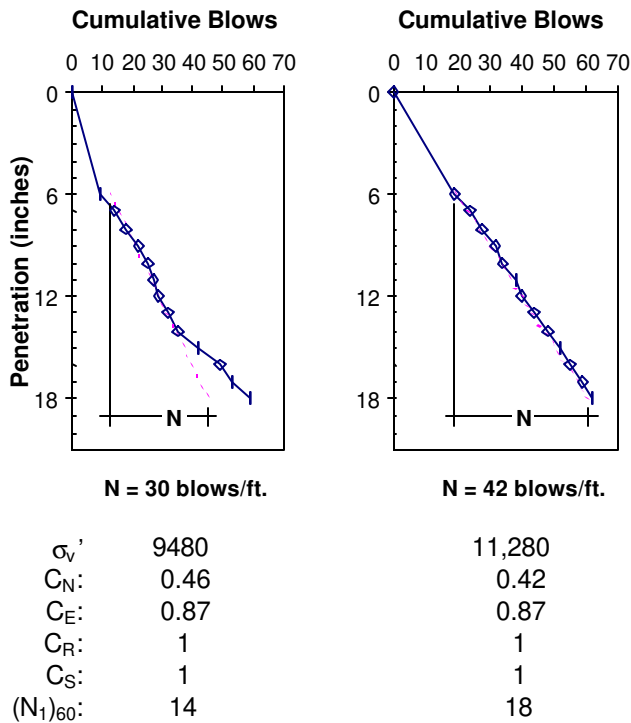 Cumulative Blows Cumulative Blows
0 10 20 30 40 50 60 70 0 10 20 30 40 50 60 70
Penetration (inches)
0 0
6 6
12 12
18 18
N N
N = 30 blows/ft. N = 42 blows/ft.
σv' 9480 11,280
CN: 0.46 0.42
CE: 0.87 0.87
CR: 1 1
CS: 1 1
(N1)60: 14 18